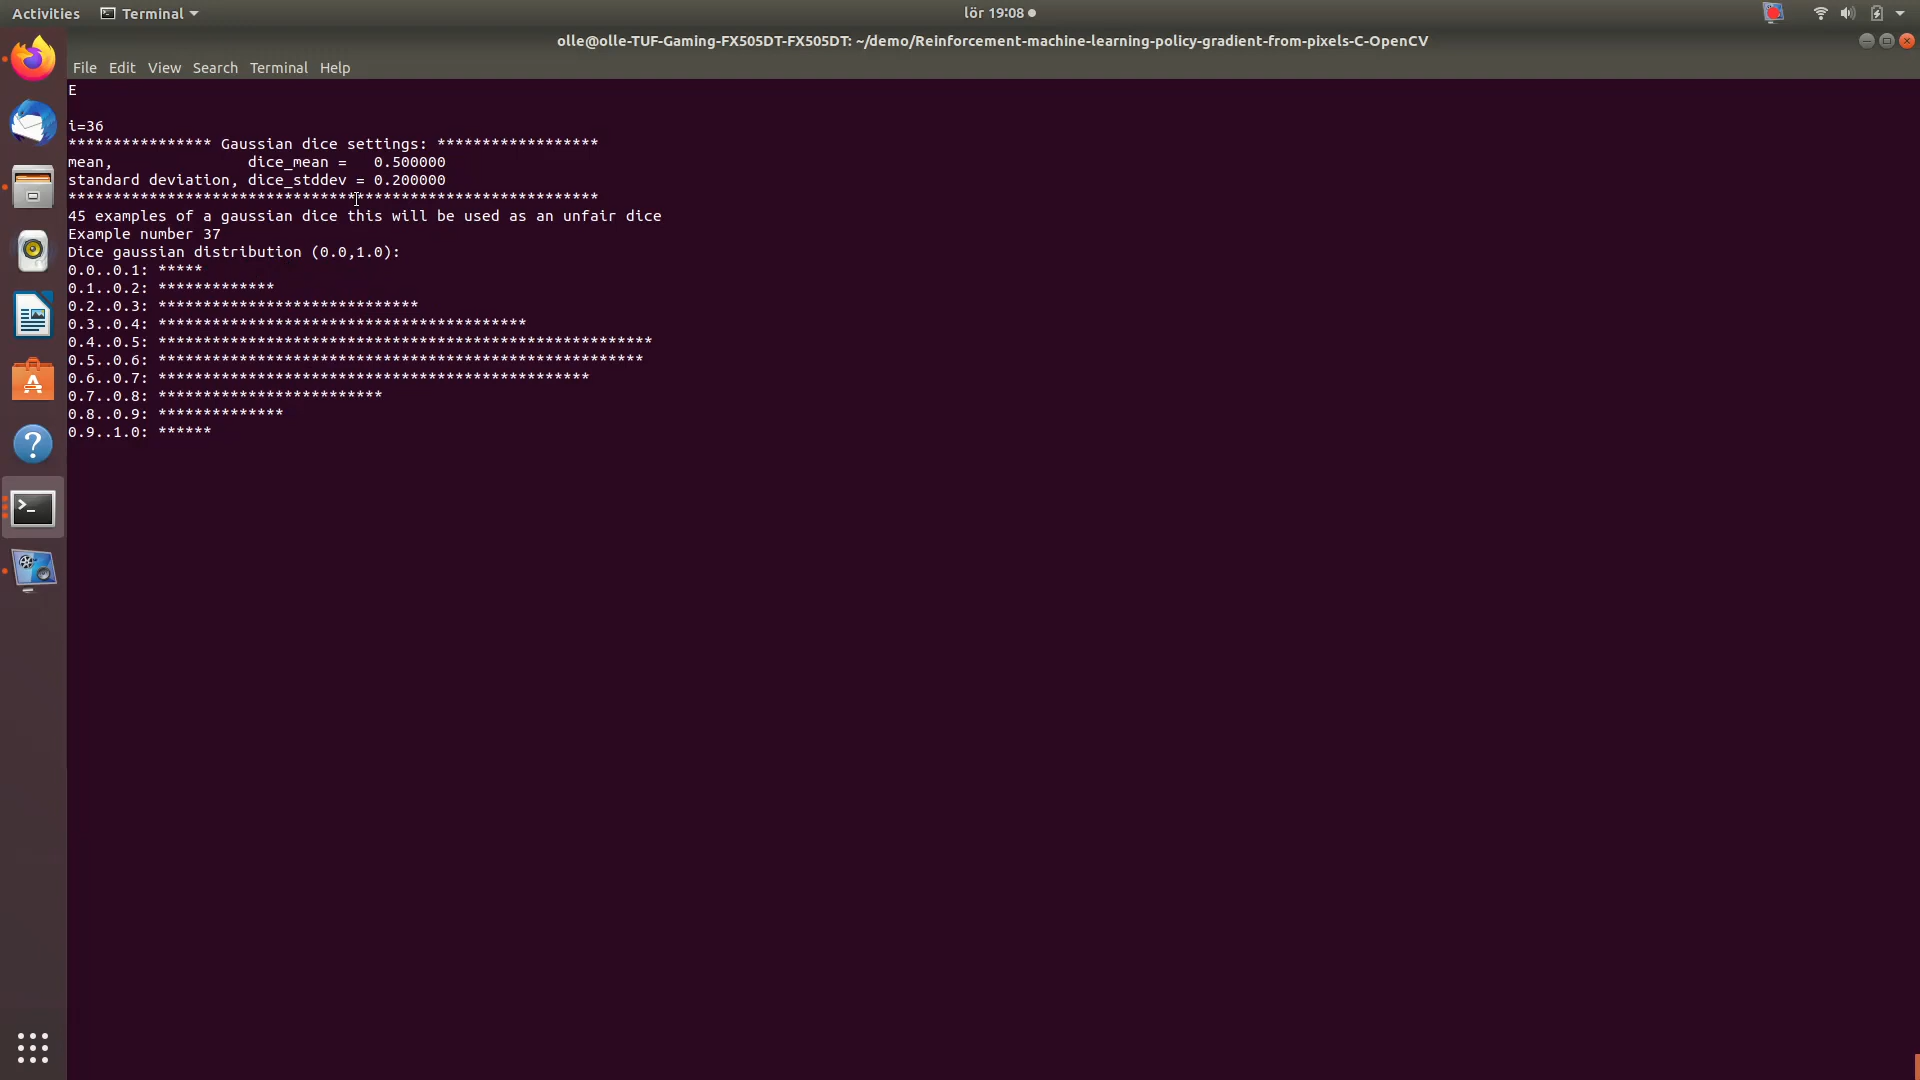 Activities Terminal lör 19:08
olle@olle-TUF-Gaming-FX505DT-FX505DT: ~/demo/Reinforcement-machine-learning-policy-gradient-from-pixels-C-OpenCV
File Edit View Search Terminal Help
E
i=36
**************** Gaussian dice settings: ******************
mean,               dice_mean =   0.500000
standard deviation, dice_stddev = 0.200000
***********************************************************
45 examples of a gaussian dice this will be used as an unfair dice
Example number 37
Dice gaussian distribution (0.0,1.0):
0.0..0.1: *****
0.1..0.2: *************
0.2..0.3: *****************************
0.3..0.4: *****************************************
0.4..0.5: *******************************************************
0.5..0.6: ******************************************************
0.6..0.7: ************************************************
0.7..0.8: *************************
0.8..0.9: **************
0.9..1.0: ******